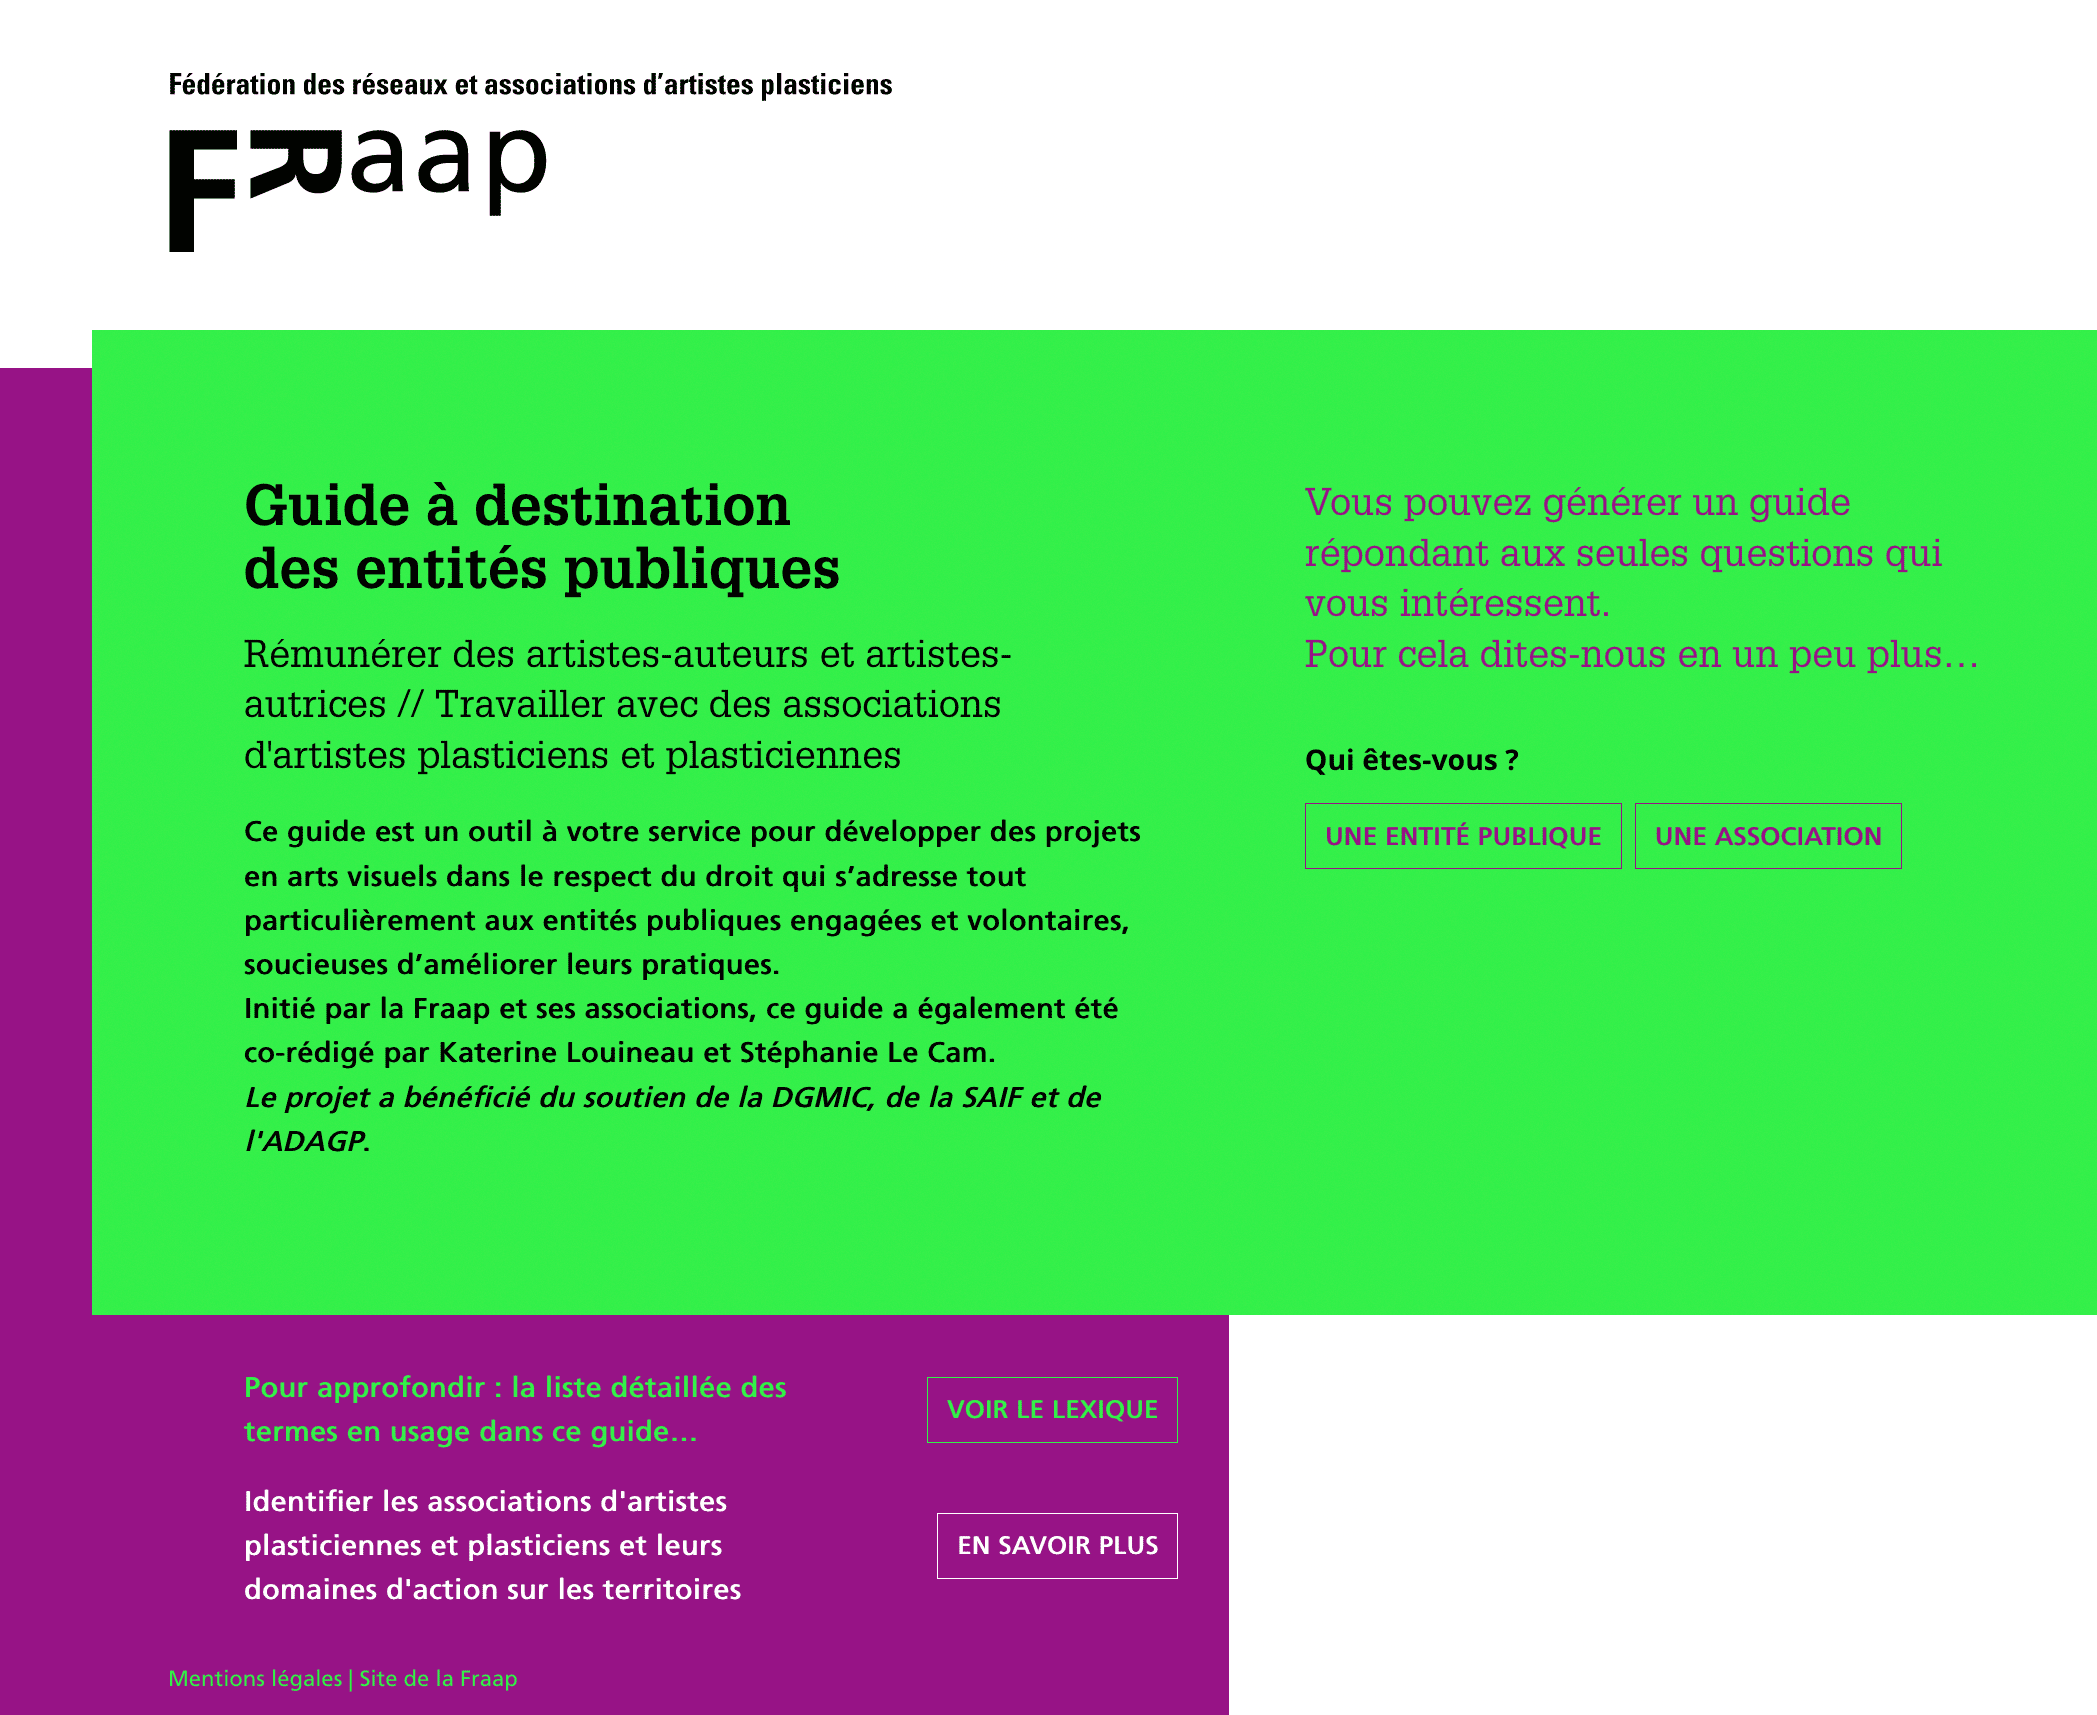 Fédération des réseaux et associations d’artistes plasticiens
FRaap
Guide à destination
des entités publiques
Rémunérer des artistes-auteurs et artistes-
autrices // Travailler avec des associations
d'artistes plasticiens et plasticiennes
Ce guide est un outil à votre service pour développer des projets
en arts visuels dans le respect du droit qui s’adresse tout
particulièrement aux entités publiques engagées et volontaires,
soucieuses d’améliorer leurs pratiques.
Initié par la Fraap et ses associations, ce guide a également été
co-rédigé par Katerine Louineau et Stéphanie Le Cam.
Le projet a bénéficié du soutien de la DGMIC, de la SAIF et de
l'ADAGP.
Vous pouvez générer un guide
répondant aux seules questions qui
vous intéressent.
Pour cela dites-nous en un peu plus…
Qui êtes-vous ?
UNE ENTITÉ PUBLIQUE
UNE ASSOCIATION
Pour approfondir : la liste détaillée des
termes en usage dans ce guide…
VOIR LE LEXIQUE
Identifier les associations d'artistes
plasticiennes et plasticiens et leurs
domaines d'action sur les territoires
EN SAVOIR PLUS
Mentions légales | Site de la Fraap